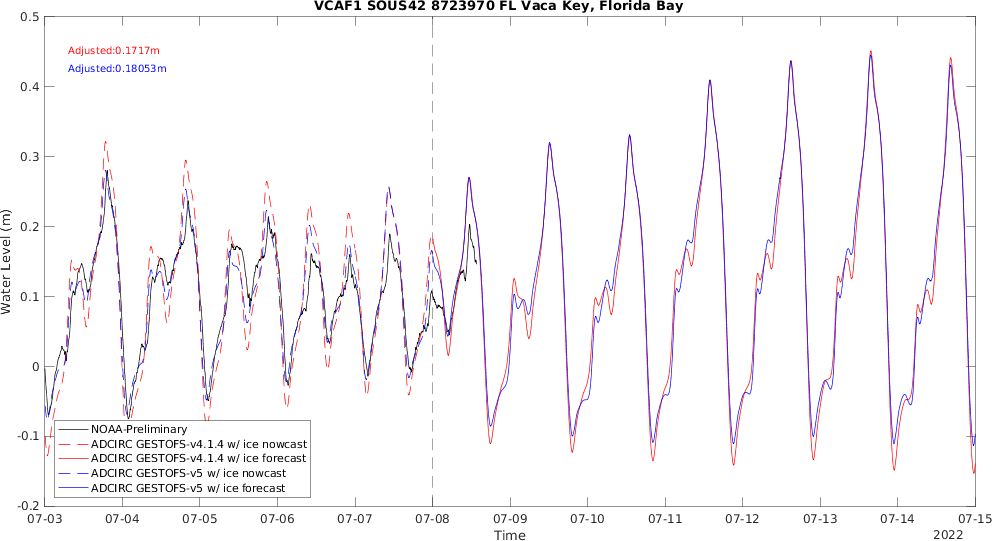 VCAF1 SOUS42 8723970 FL Vaca Key, Florida Bay
Adjusted:0.1717m
Adjusted:0.18053m
0.5
0.4
0.3
0.2
0.1
0
-0.1
-0.2
Water Level (m)
NOAA-Preliminary
ADCIRC GESTOFS-v4.1.4 w/ ice nowcast
ADCIRC GESTOFS-v4.1.4 w/ ice forecast
ADCIRC GESTOFS-v5 w/ ice nowcast
ADCIRC GESTOFS-v5 w/ ice forecast
07-03 07-04 07-05 07-06 07-07 07-08 07-09 07-10 07-11 07-12 07-13 07-14 07-15
Time
2022